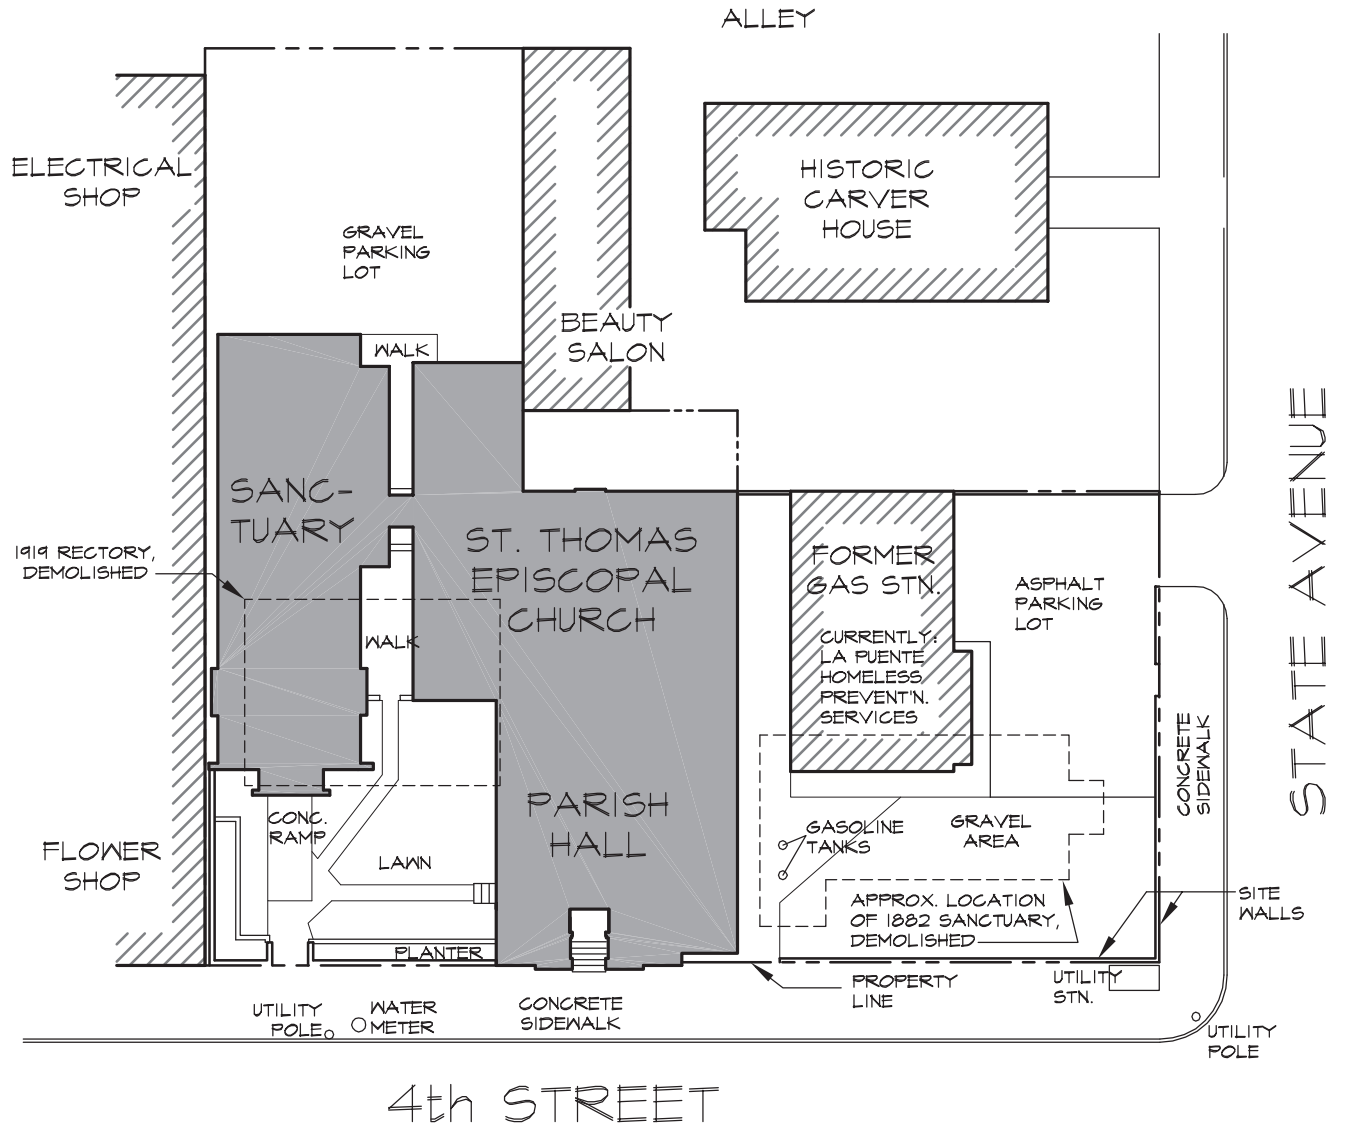 ALLEY
ELECTRICAL
SHOP
HISTORIC
CARVER
HOUSE
GRAVEL
PARKING
LOT
BEAUTY
SALON
WALK
STATE AVENUE
SANC-
TUARY
ST. THOMAS
EPISCOPAL
CHURCH
1919 RECTORY,
DEMOLISHED
FORMER
GAS STN.
CURRENTLY:
LA PUENTE
HOMELESS
PREVENT'N.
SERVICES
ASPHALT
PARKING
LOT
WALK
CONCRETE
SIDEWALK
PARISH
HALL
CONC.
RAMP
GASOLINE
TANKS
GRAVEL
AREA
FLOWER
SHOP
LAWN
APPROX. LOCATION
OF 1882 SANCTUARY,
DEMOLISHED
SITE
WALLS
PLANTER
PROPERTY
LINE
UTILITY
STN.
UTILITY
POLE
WATER
METER
CONCRETE
SIDEWALK
UTILITY
POLE
4th STREET